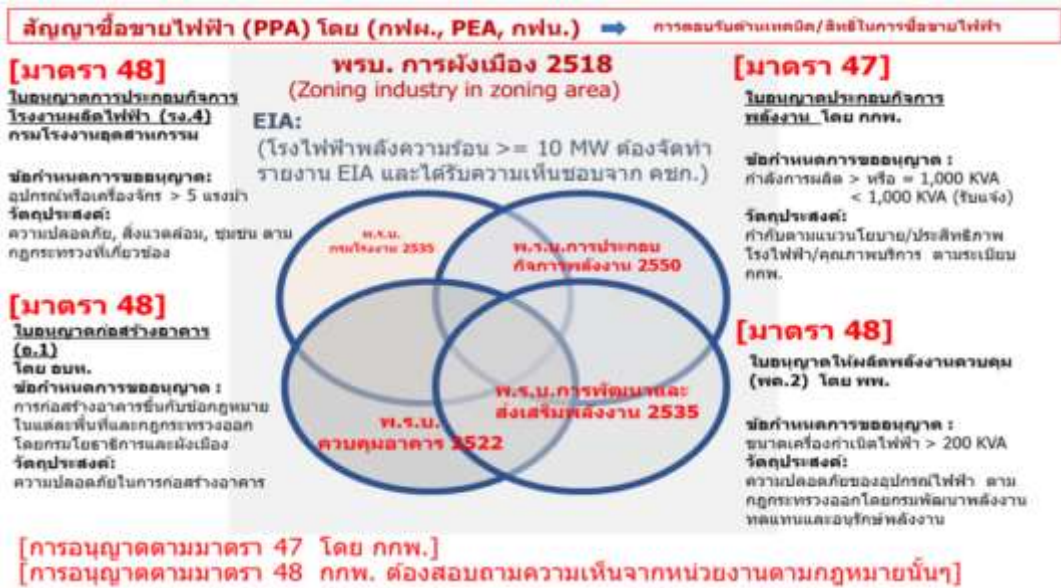 สัญญาซื้อขายไฟฟ้า (PPA) โดย (กฟผ., PEA, กฟน.) การตอบรับด้านเทคนิค/สิทธิในการซื้อขายไฟฟ้า
[มาตรา 48]
ใบอนุญาตการประกอบกิจการ
โรงงานผลิตไฟฟ้า (รง.4)
กรมโรงงานอุตสาหกรรม
ข้อกำหนดการขออนุญาต:
อุปกรณ์หรือเครื่องจักร > 5 แรงม้า
วัตถุประสงค์:
ความปลอดภัย, สิ่งแวดล้อม, ชุมชน ตาม
กฎกระทรวงที่เกี่ยวข้อง
[มาตรา 48]
ใบอนุญาตก่อสร้างอาคาร
(อ.1)
โดย อบท.
ข้อกำหนดการขออนุญาต :
การก่อสร้างอาคารขึ้นกับข้อกฎหมาย
ในแต่ละพื้นที่และกฎกระทรวงออก
โดยกรมโยธาธิการและผังเมือง
วัตถุประสงค์:
ความปลอดภัยในการก่อสร้างอาคาร
พรบ. การผังเมือง 2518
(Zoning industry in zoning area)
EIA:
(โรงไฟฟ้าพลังความร้อน >= 10 MW ต้องจัดทำ
รายงาน EIA และได้รับความเห็นชอบจาก คชก.)
พ.ร.บ.
กรมโรงงาน 2535
พ.ร.บ.การประกอบ
กิจการพลังงาน 2550
พ.ร.บ.
ควบคุมอาคาร 2522
พ.ร.บ.การพัฒนาและ
ส่งเสริมพลังงาน 2535
[มาตรา 47]
ใบอนุญาตประกอบกิจการ
พลังงาน โดย กกพ.
ข้อกำหนดการขออนุญาต :
กำลังการผลิต > หรือ = 1,000 KVA
< 1,000 KVA (รับแจ้ง)
วัตถุประสงค์:
กำกับตามแนวนโยบาย/ประสิทธิภาพ
โรงไฟฟ้า/คุณภาพบริการ ตามระเบียบ
กกพ.
[มาตรา 48]
ใบอนุญาตให้ผลิตพลังงานควบคุม
(พค.2) โดย พพ.
ข้อกำหนดการขออนุญาต :
ขนาดเครื่องกำเนิดไฟฟ้า > 200 KVA
วัตถุประสงค์:
ความปลอดภัยของอุปกรณ์ไฟฟ้า ตาม
กฎกระทรวงออกโดยกรมพัฒนาพลังงาน
ทดแทนและอนุรักษ์พลังงาน
[การอนุญาตตามมาตรา 47 โดย กกพ.]
[การอนุญาตตามมาตรา 48 กกพ. ต้องสอบถามความเห็นจากหน่วยงานตามกฎหมายนั้นๆ]